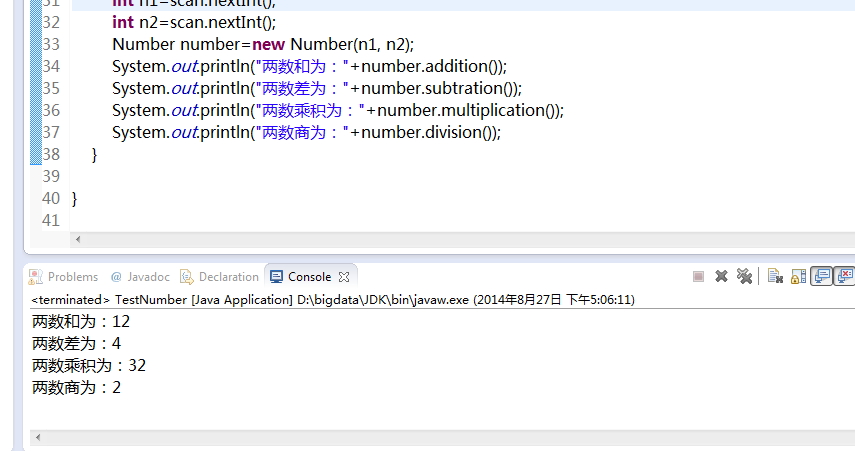 31 int n1=scan.nextInt();
32 int n2=scan.nextInt();
33 Number number=new Number(n1, n2);
34 System.out.println("两数和为："+number.addition());
35 System.out.println("两数差为："+number.subtration());
36 System.out.println("两数乘积为："+number.multiplication());
37 System.out.println("两数商为："+number.division());
38 }
39
40 }
41
Problems @ Javadoc Declaration Console
<terminated> TestNumber [Java Application] D:\bigdata\JDK\bin\javaw.exe (2014年8月27日 下午5:06:11)
两数和为：12
两数差为：4
两数乘积为：32
两数商为：2